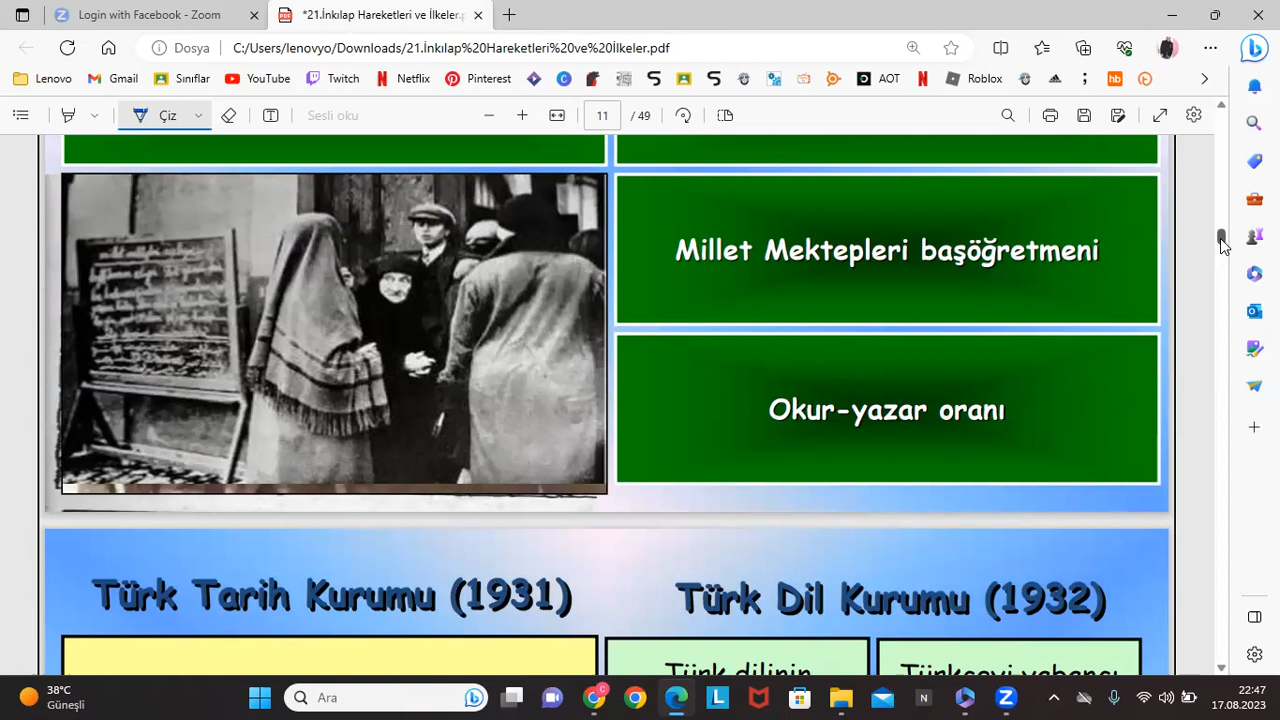 Login with Facebook - Zoom
*21.İnkılap Hareketleri ve İlkeler.p
Dosya
C:/Users/lenovyo/Downloads/21.İnkılap%20Hareketleri%20ve%20İlkeler.pdf
Lenovo
Gmail
Sınıflar
YouTube
Twitch
Netflix
Pinterest
AOT
Roblox
hb
Çiz
Sesli oku
11
/ 49
Millet Mektepleri başöğretmeni
Okur-yazar oranı
Türk Tarih Kurumu (1931)
Türk Dil Kurumu (1932)
Türk dilinin
Türkçeyi yabancı
38°C
Güneşli
Ara
22:47
17.08.2023